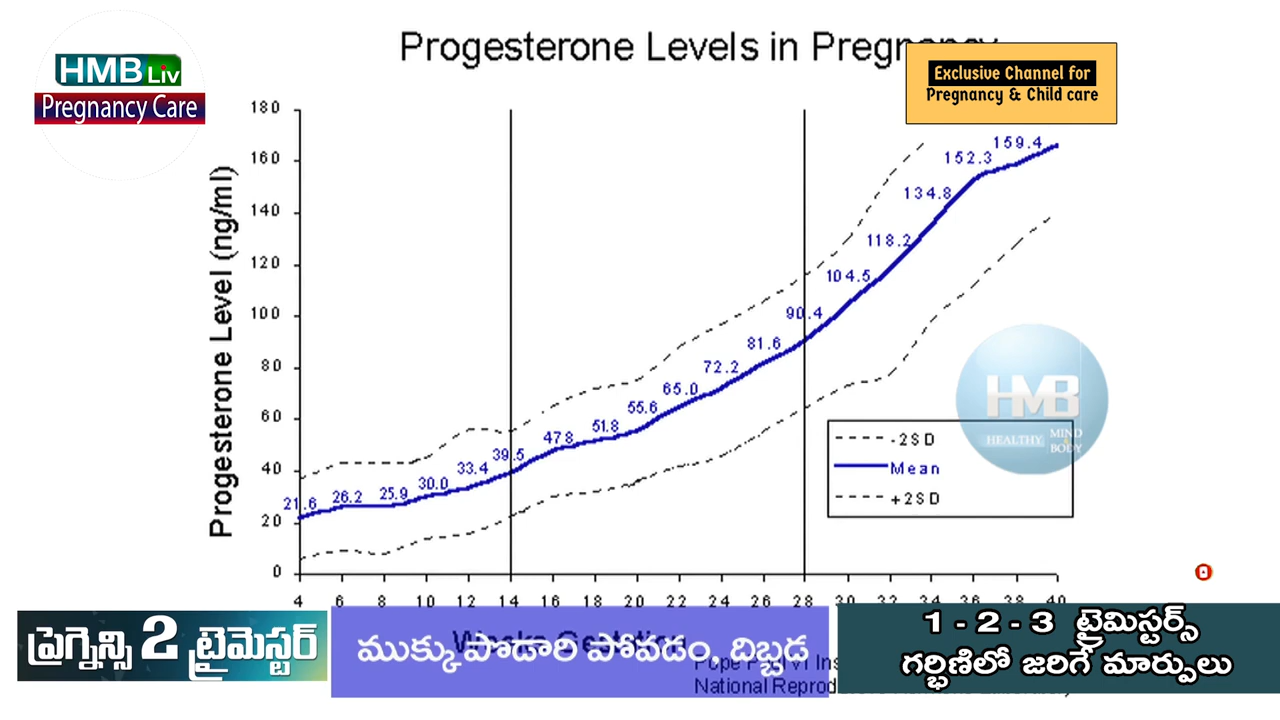 Progesterone Levels in Pregnancy
HMB Liv
Pregnancy Care
Exclusive Channel for
Pregnancy & Child care
Progesterone Level (ng/ml)
180
160
140
120
100
80
60
40
20
0
21.6 26.2 25.9 30.0 33.4 39.5 47.8 51.8 55.6 65.0 72.2 81.6 90.4 104.5 118.2 134.8 152.3 159.4
HMB
HEALTHY MIND BODY
-2SD
Mean
+2SD
4 6 8 10 12 14 16 18 20 22 24 26 28 30 32 34 36 38 40
ప్రెగ్నెన్సి 2 ట్రైమెస్టర్
ముక్కుపొడారి పోవడం, దిబ్బడ
1 - 2 - 3 ట్రైమిస్టర్స్
గర్భిణిలో జరిగే మార్పులు
National